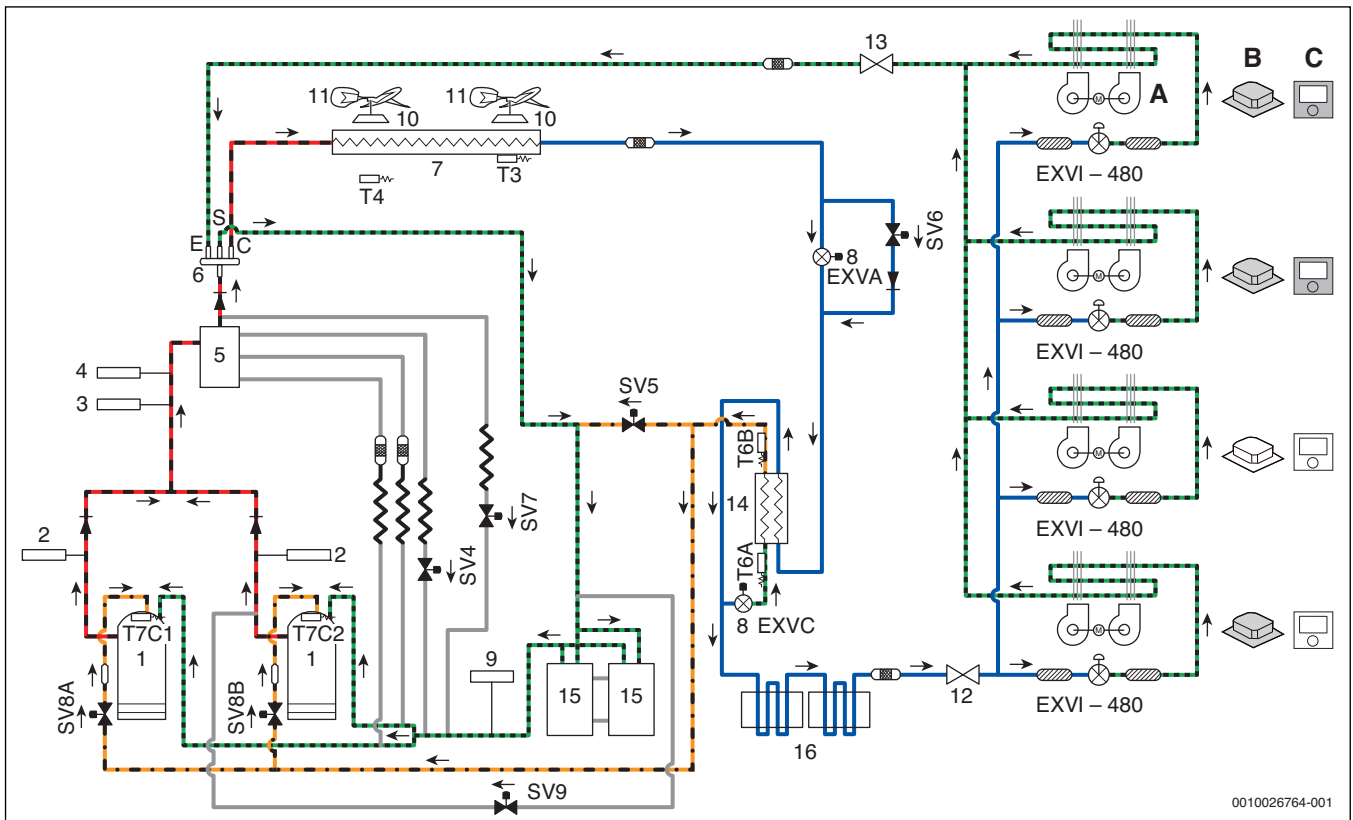 13
B
C
A
M
EXVI – 480
11
10
11
10
7
T3
T4
S
E
C
6
SV6
8
EXVA
M
EXVI – 480
5
4
3
SV5
T6B
14
T6A
8
EXVC
SV7
SV4
M
EXVI – 480
2
2
T7C1
1
T7C2
1
SV8A
SV8B
9
15
15
12
16
M
EXVI – 480
SV9
0010026764-001